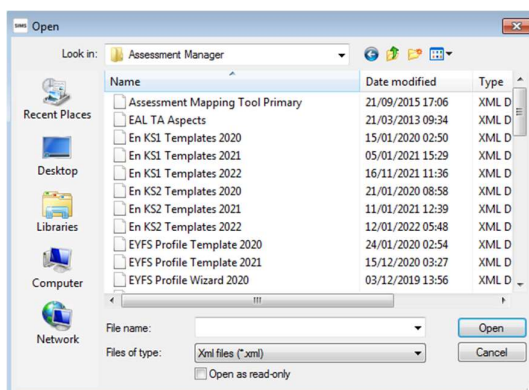 SIMS Open
Look in: Assessment Manager
Name Date modified Type
Assessment Mapping Tool Primary 21/09/2015 17:06 XML D
EAL TA Aspects 21/03/2013 09:34 XML D
En KS1 Templates 2020 15/01/2020 02:50 XML D
En KS1 Templates 2021 05/01/2021 15:29 XML D
En KS1 Templates 2022 16/11/2021 11:36 XML D
En KS2 Templates 2020 21/01/2020 08:58 XML D
En KS2 Templates 2021 11/01/2021 12:39 XML D
En KS2 Templates 2022 12/01/2022 05:48 XML D
EYFS Profile Template 2020 24/01/2020 02:54 XML D
EYFS Profile Template 2021 15/12/2020 03:27 XML D
EYFS Profile Wizard 2020 03/12/2019 13:56 XML D
Recent Places
Desktop
Libraries
Computer
Network
File name: Open
Files of type: Xml files (*.xml) Cancel
Open as read-only